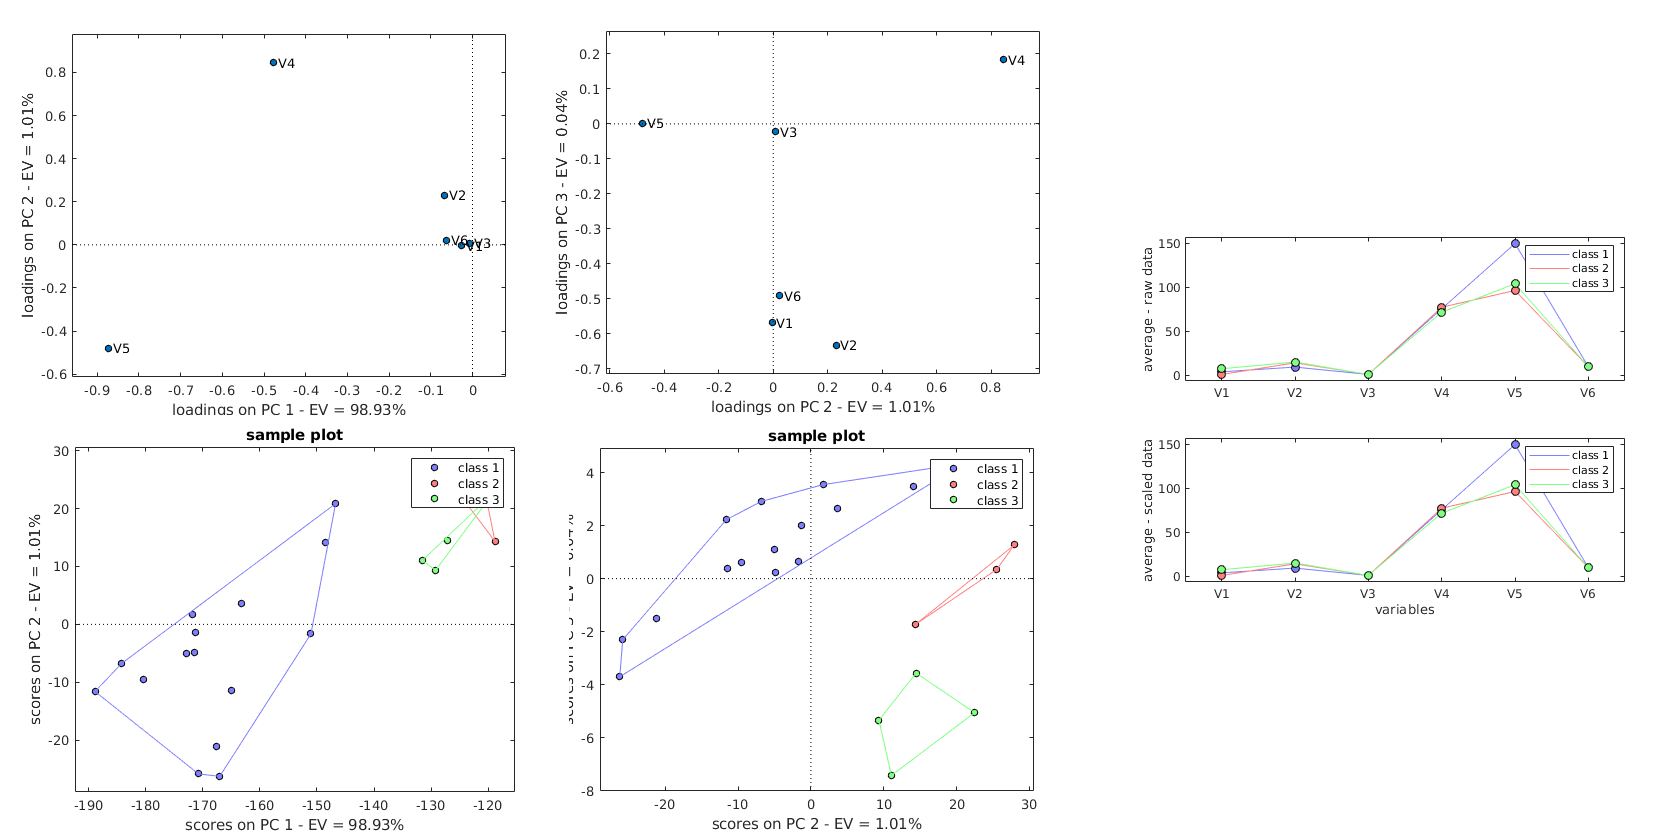 0.8
0.6
0.4
0.2
0
-0.2
-0.4
-0.6
-0.9
-0.8
-0.7
-0.6
-0.5
-0.4
-0.3
-0.2
-0.1
0
loadings on PC 1 - EV = 98.93%
loadings on PC 2 - EV = 1.01%
V4
V2
V6
V1
V3
V5
0.2
0.1
0
-0.1
-0.2
-0.3
-0.4
-0.5
-0.6
-0.7
-0.6
-0.4
-0.2
0
0.2
0.4
0.6
0.8
loadings on PC 2 - EV = 1.01%
loadings on PC 3 - EV = 0.04%
V4
V5
V3
V6
V1
V2
150
100
50
0
V1
V2
V3
V4
V5
V6
average - raw data
class 1
class 2
class 3
sample plot
30
20
10
0
-10
-20
-190
-180
-170
-160
-150
-140
-130
-120
scores on PC 1 - EV = 98.93%
scores on PC 2 - EV = 1.01%
class 1
class 2
class 3
sample plot
4
2
0
-2
-4
-6
-8
-20
-10
0
10
20
30
scores on PC 2 - EV = 1.01%
scores on PC 3 - EV = 0.04%
class 1
class 2
class 3
150
100
50
0
V1
V2
V3
V4
V5
V6
variables
average - scaled data
class 1
class 2
class 3